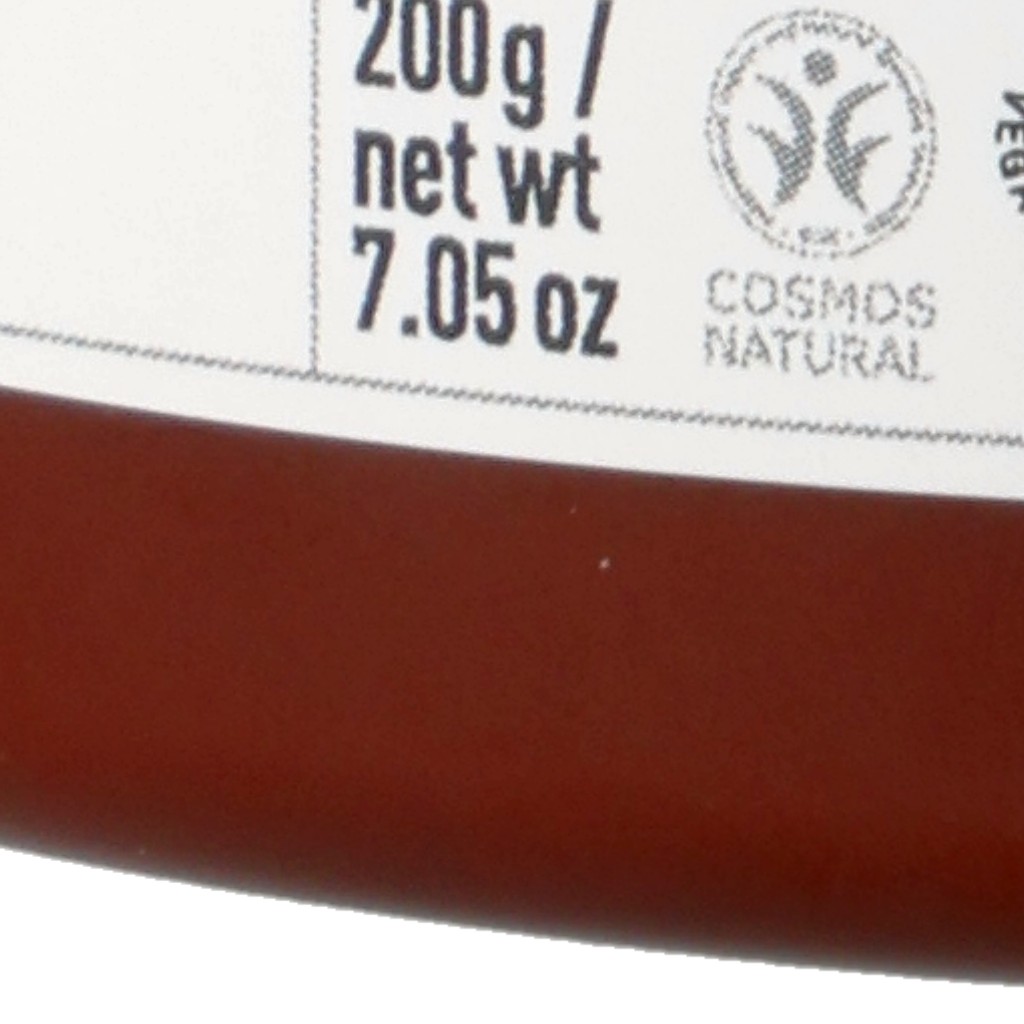 200g /
net wt
7.05 oz
COSMOS
NATURAL